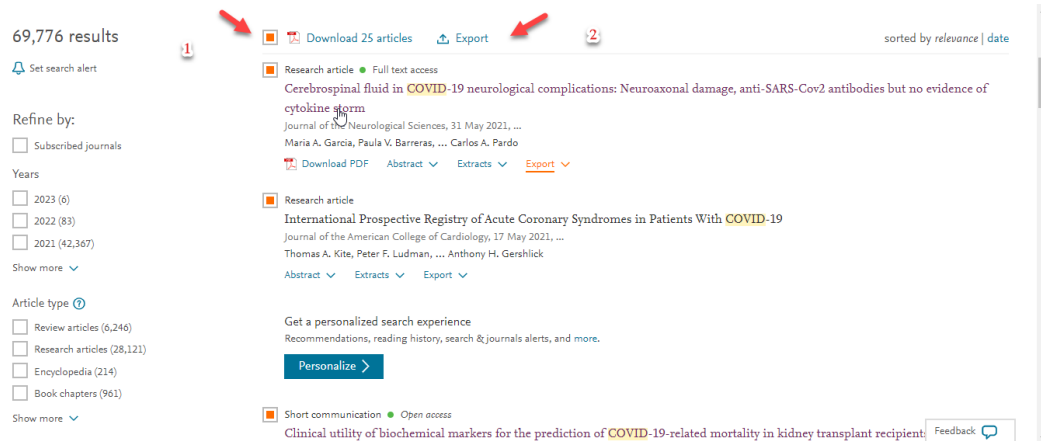 69,776 results
Set search alert
Refine by:
Subscribed journals
Years
2023 (6)
2022 (83)
2021 (42,367)
Show more
Article type ?
Review articles (6,246)
Research articles (28,121)
Encyclopedia (214)
Book chapters (961)
Show more
1
Download 25 articles Export
2
sorted by relevance | date
Research article • Full text access
Cerebrospinal fluid in COVID-19 neurological complications: Neuroaxonal damage, anti-SARS-Cov2 antibodies but no evidence of
cytokine storm
Journal of the Neurological Sciences, 31 May 2021, ...
Maria A. Garcia, Paula V. Barreras, ... Carlos A. Pardo
Download PDF Abstract Extracts Export
Research article
International Prospective Registry of Acute Coronary Syndromes in Patients With COVID-19
Journal of the American College of Cardiology, 17 May 2021, ...
Thomas A. Kite, Peter F. Ludman, ... Anthony H. Gershlick
Abstract Extracts Export
Get a personalized search experience
Recommendations, reading history, search & journals alerts, and more.
Personalize
Short communication • Open access
Clinical utility of biochemical markers for the prediction of COVID-19-related mortality in kidney transplant recipients
Feedback